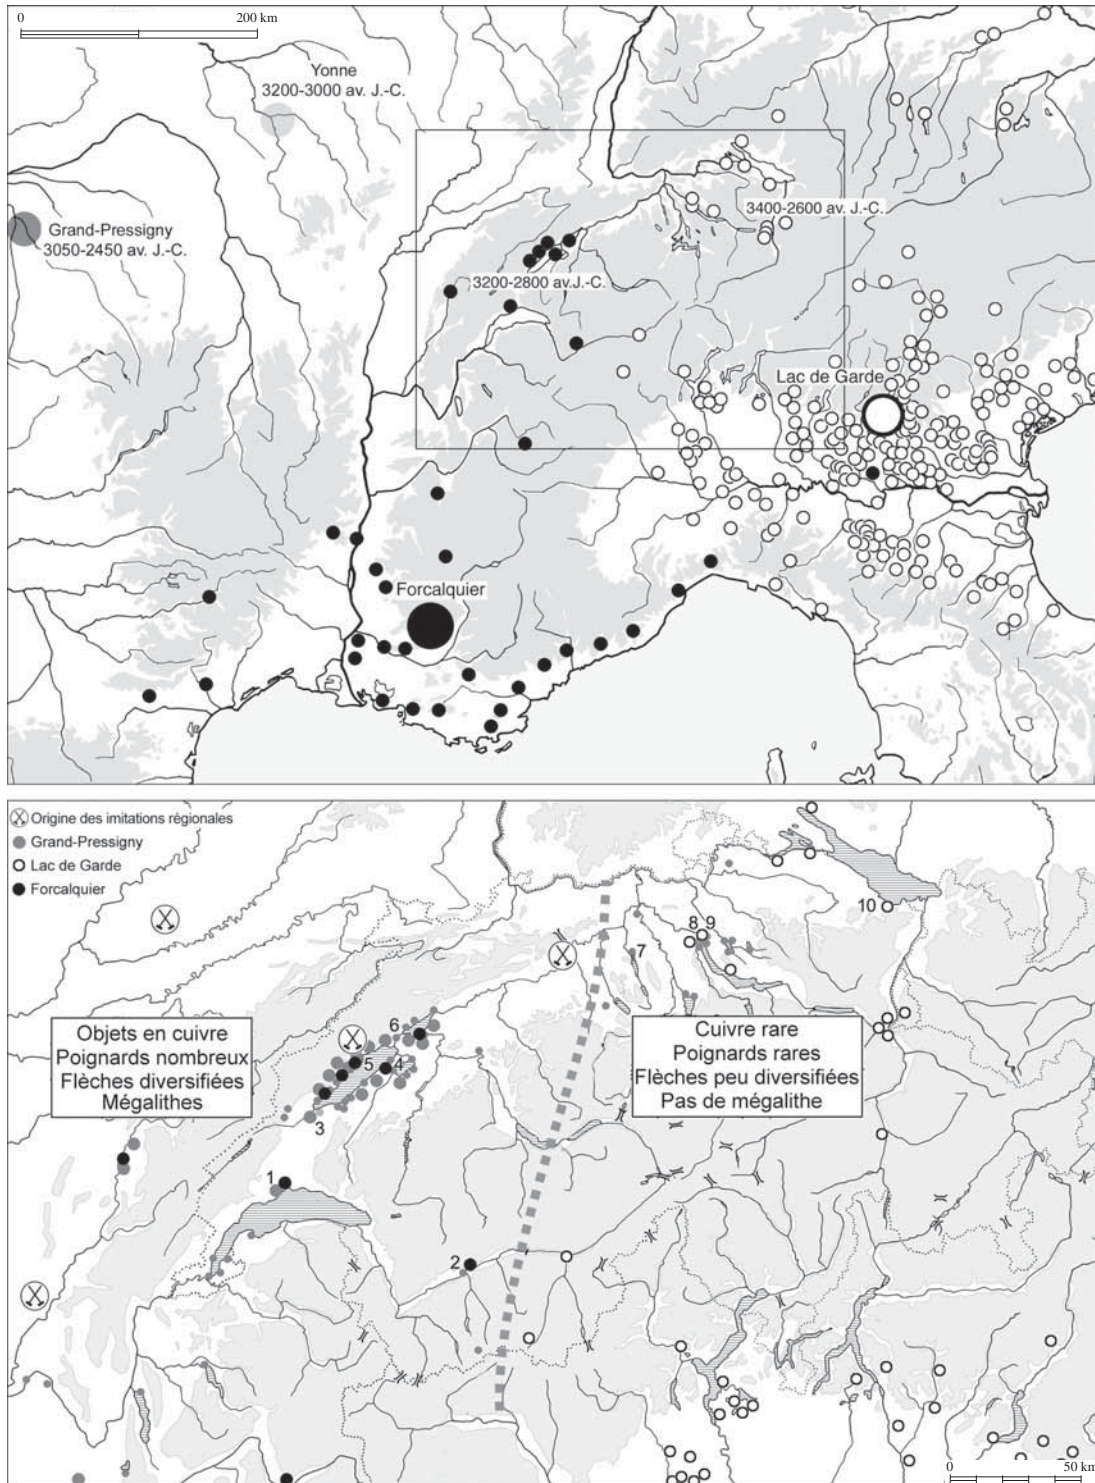 0 200 km
Yonne
3200-3000 av. J.-C.
Grand-Pressigny
3050-2450 av. J.-C.
3400-2600 av. J.-C.
3200-2800 av.J.-C.
Lac de Garde
Forcalquier
Origine des imitations régionales
Grand-Pressigny
Lac de Garde
Forcalquier
10
8 9
7
Objets en cuivre
Poignards nombreux
Flèches diversifiées
Mégalithes
Cuivre rare
Poignards rares
Flèches peu diversifiées
Pas de mégalithe
6
5
4
3
1
2
0 50 km